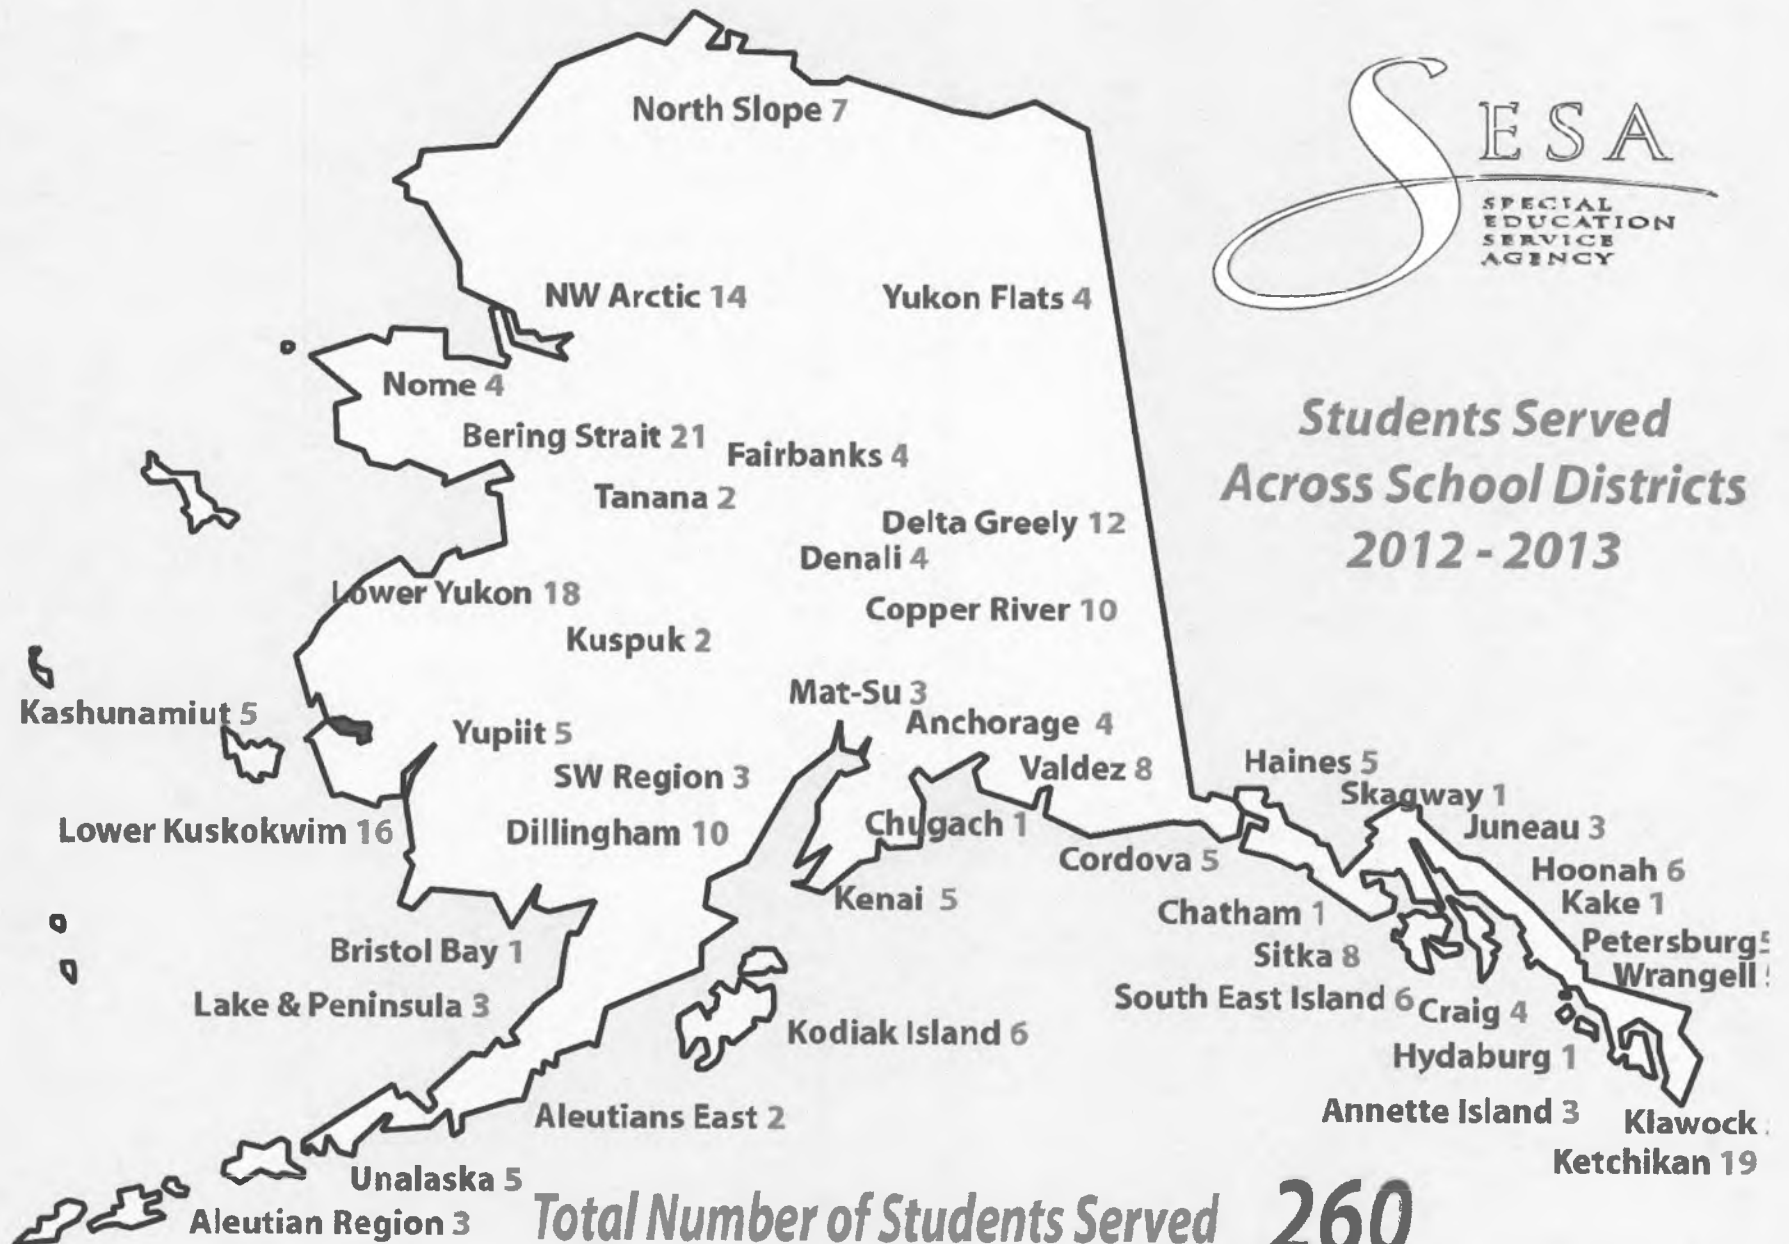 North Slope 7
S ESA
SPECIAL
EDUCATION
SERVICE
AGENCY
NW Arctic 14
Yukon Flats 4
Nome 4
Students Served
Across School Districts
2012 - 2013
Bering Strait 21
Fairbanks 4
Tanana 2
Delta Greely 12
Denali 4
Lower Yukon 18
Copper River 10
Kuspuk 2
Mat-Su 3
Kashunamiut 5
Anchorage 4
Yupiit 5
SW Region 3
Valdez 8
Haines 5
Skagway 1
Lower Kuskokwim 16
Dillingham 10
Chugach 1
Juneau 3
Cordova 5
Hoonah 6
Kenai 5
Kake 1
Chatham 1
Bristol Bay 1
Petersburg
Sitka 8
Wrangell
Lake & Peninsula 3
South East Island 6
Craig 4
Kodiak Island 6
Hydaburg 1
Aleutians East 2
Annette Island 3
Klawock
Ketchikan 19
Unalaska 5
Aleutian Region 3
Total Number of Students Served 260